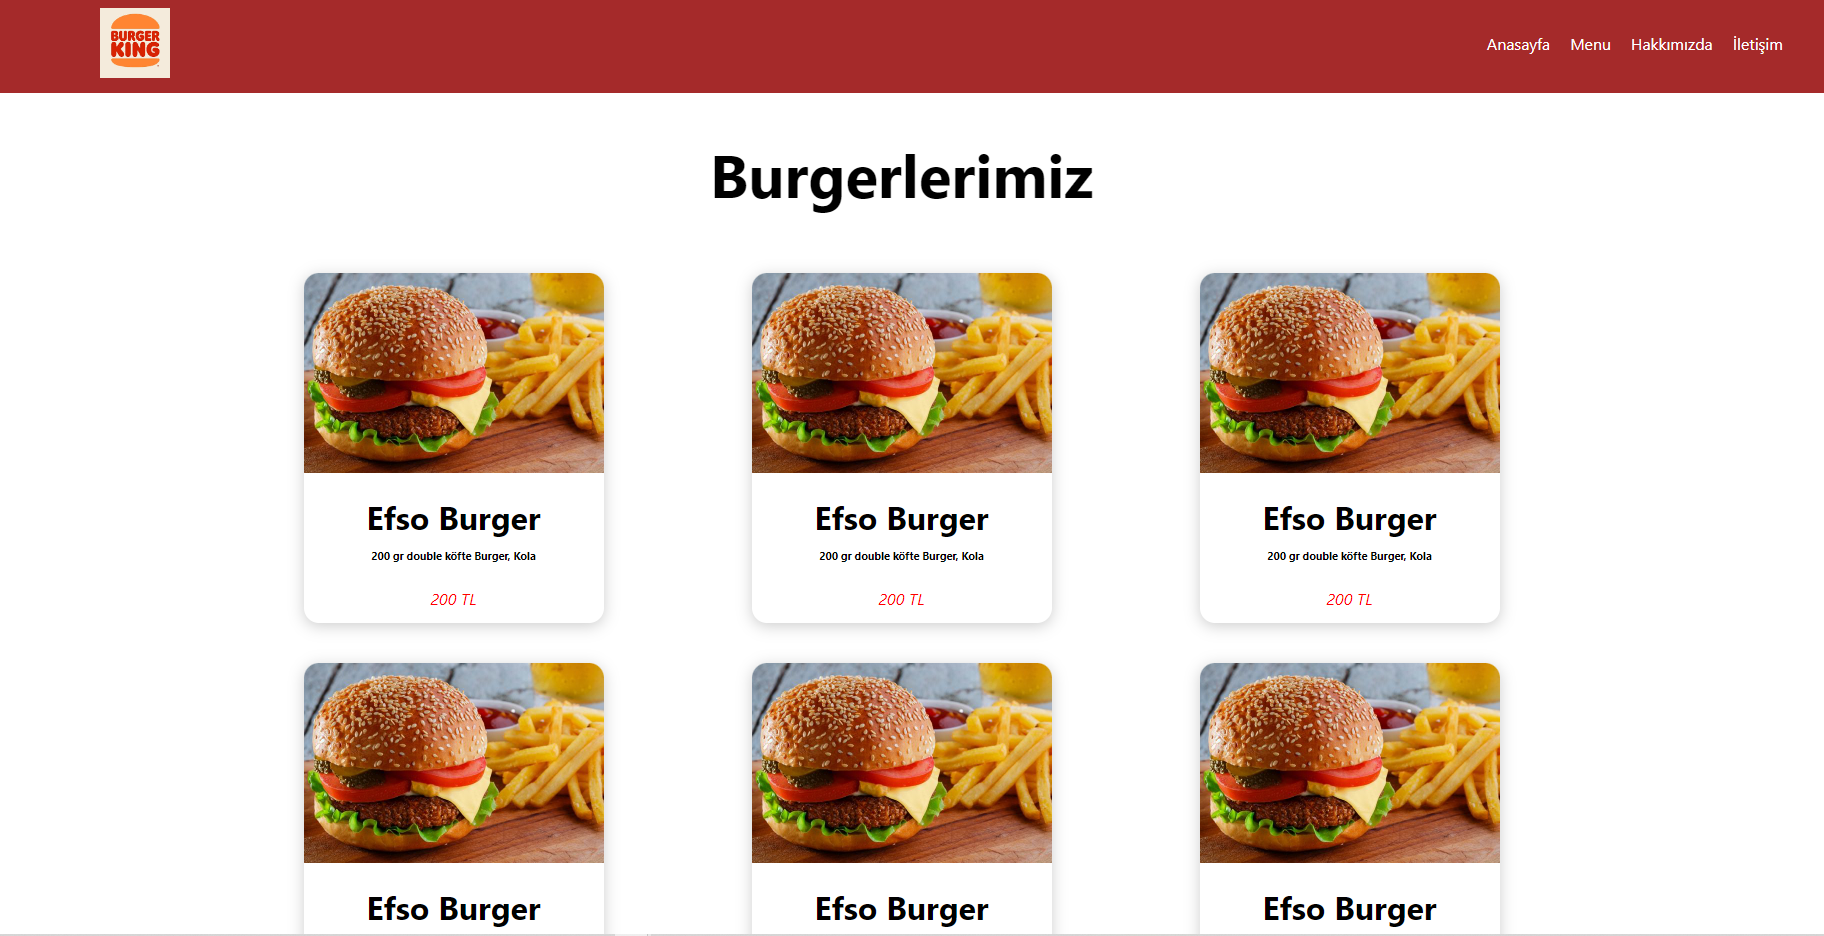 BURGER
KING
Anasayfa Menu Hakkımızda İletişim
Burgerlerimiz
Efso Burger Efso Burger Efso Burger
200 gr double köfte Burger, Kola 200 gr double köfte Burger, Kola 200 gr double köfte Burger, Kola
200 TL 200 TL 200 TL
Efso Burger Efso Burger Efso Burger